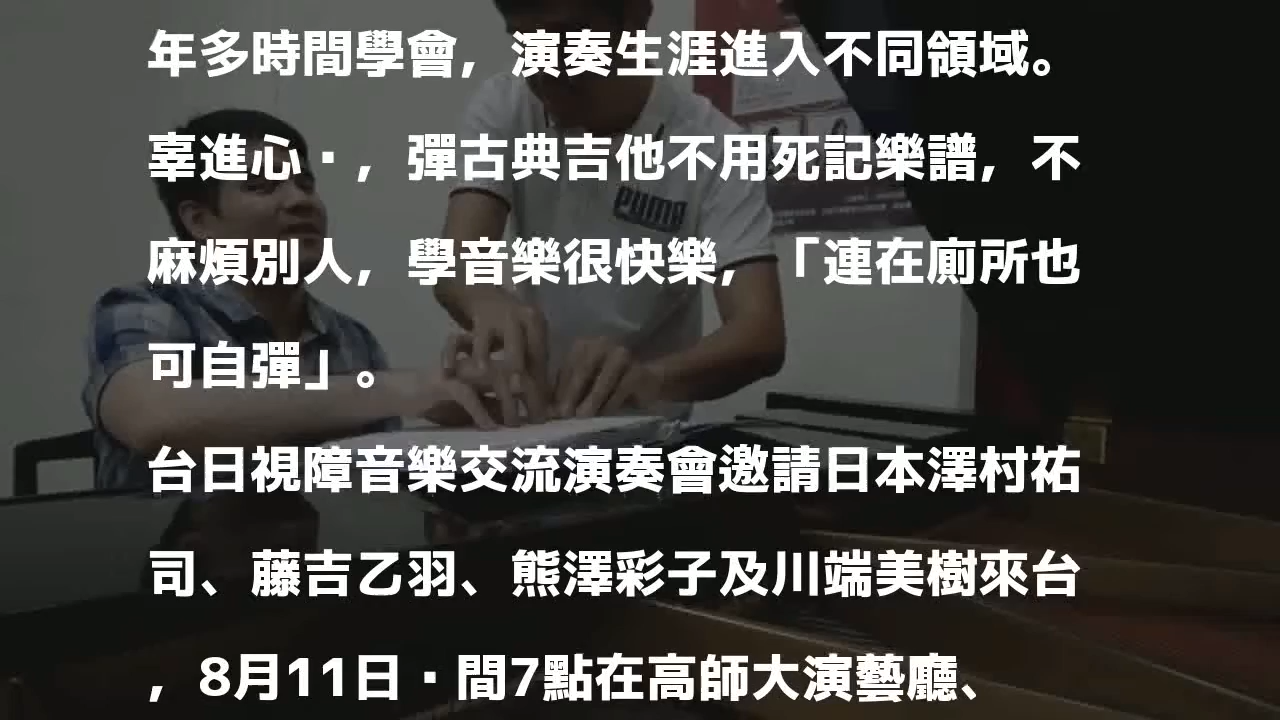 年多時間學會，演奏生涯進入不同領域。
辜進心▪，彈古典吉他不用死記樂譜，不
麻煩別人，學音樂很快樂，「連在廁所也
可自彈」。
台日視障音樂交流演奏會邀請日本澤村祐
司、藤吉乙羽、熊澤彩子及川端美樹來台
，8月11日▪間7點在高師大演藝廳、
PUMA